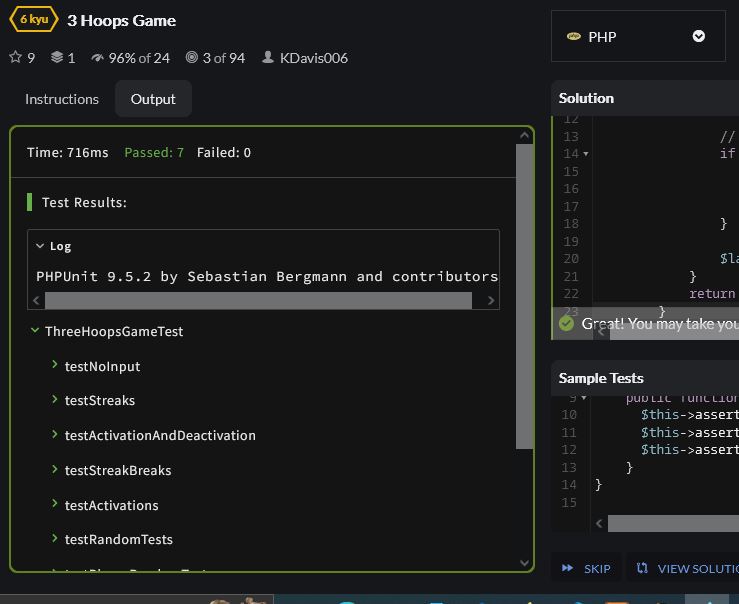 6 kyu 3 Hoops Game
9 1 96% of 24 3 of 94 KDavis006
Instructions Output
Time: 716ms Passed: 7 Failed: 0
Test Results:
Log
PHPUnit 9.5.2 by Sebastian Bergmann and contributors
ThreeHoopsGameTest
testNoInput
testStreaks
testActivationAndDeactivation
testStreakBreaks
testActivations
testRandomTests
PHP
Solution
12
13 //
14 if
15
16
17
18 }
19
20 $la
21 }
22 return
23 }
Great! You may take you
Sample Tests
9 public function
10 $this->assert
11 $this->assert
12 $this->assert
13 }
14 }
15
SKIP VIEW SOLUTIO